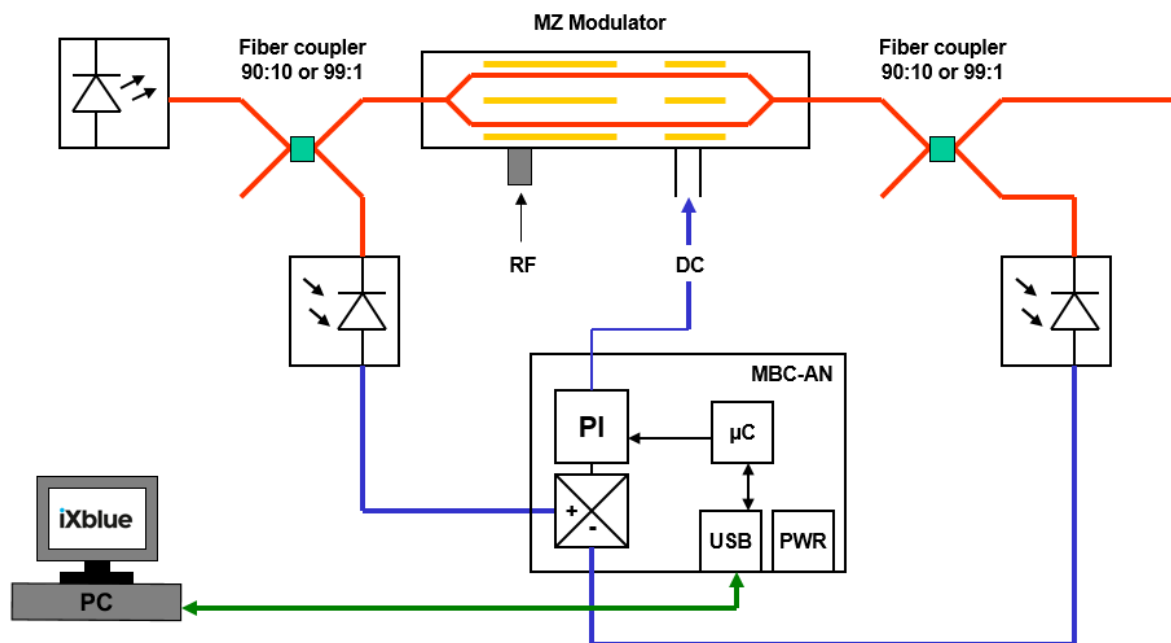 MZ Modulator
Fiber coupler
90:10 or 99:1
Fiber coupler
90:10 or 99:1
RF
DC
MBC-AN
PI
µC
+
-
USB
PWR
iXblue
PC